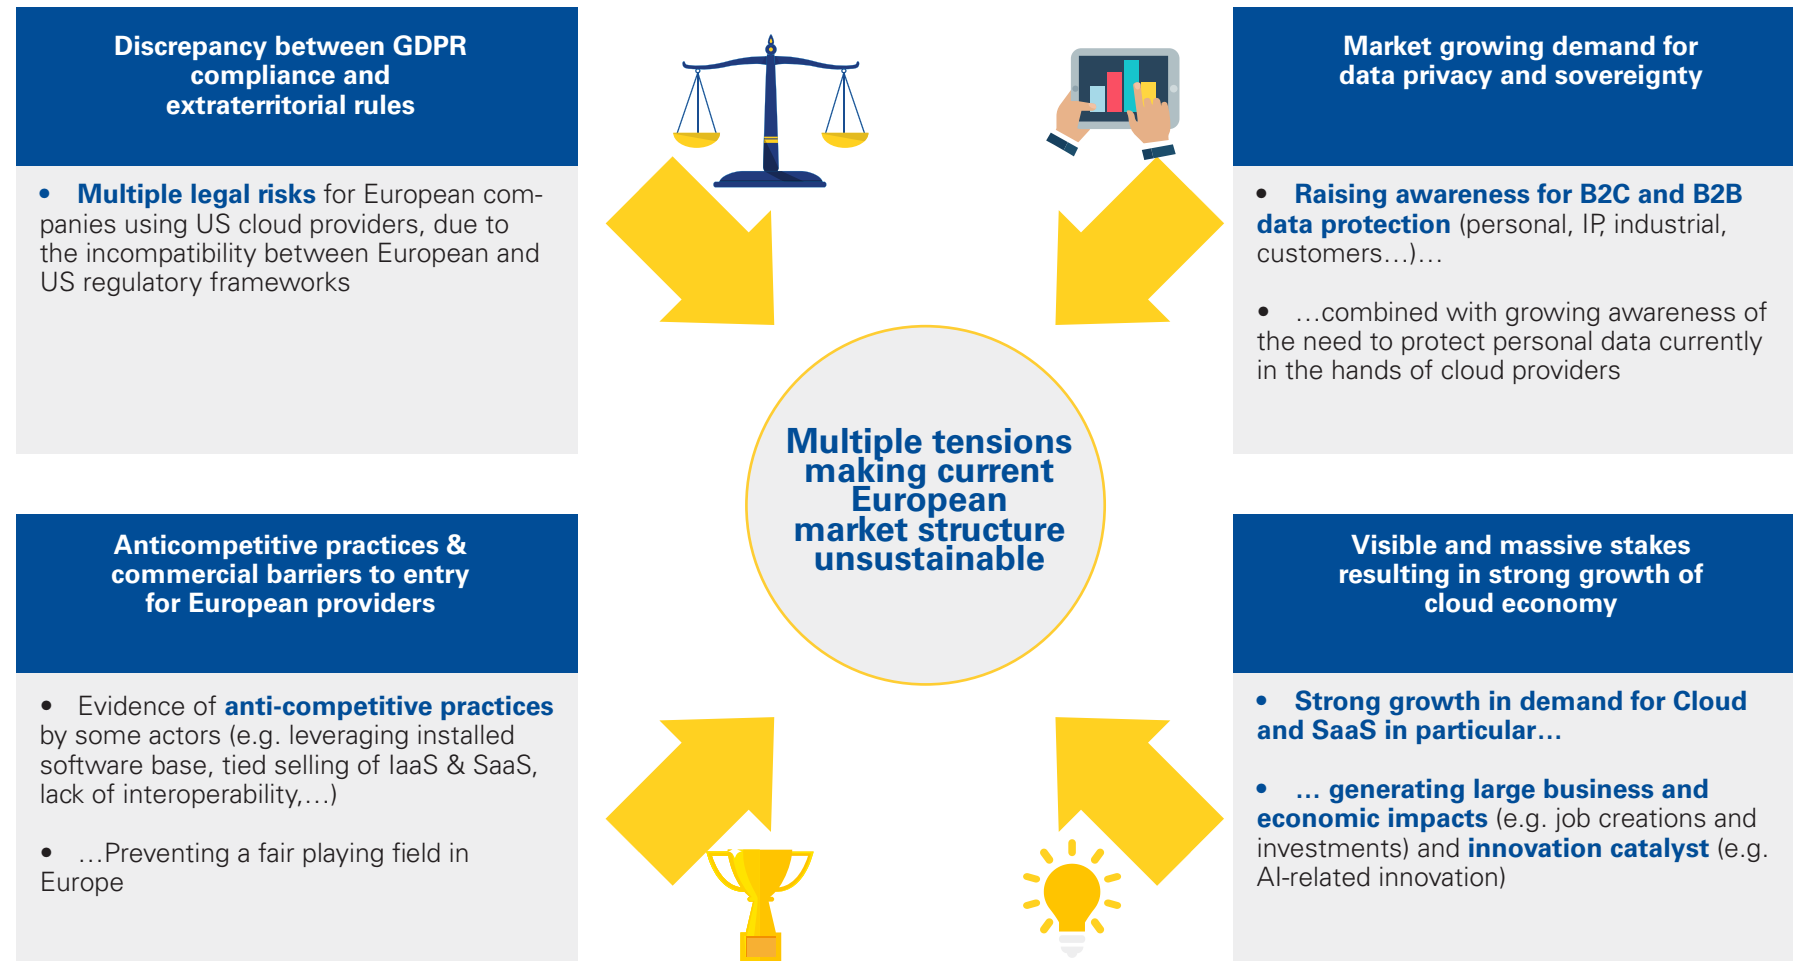 Discrepancy between GDPR
compliance and
extraterritorial rules
• Multiple legal risks for European com-
panies using US cloud providers, due to
the incompatibility between European and
US regulatory frameworks
Market growing demand for
data privacy and sovereignty
• Raising awareness for B2C and B2B
data protection (personal, IP, industrial,
customers…)…
• …combined with growing awareness of
the need to protect personal data currently
in the hands of cloud providers
Multiple tensions
making current
European
market structure
unsustainable
Anticompetitive practices &
commercial barriers to entry
for European providers
• Evidence of anti-competitive practices
by some actors (e.g. leveraging installed
software base, tied selling of IaaS & SaaS,
lack of interoperability,…)
• …Preventing a fair playing field in
Europe
Visible and massive stakes
resulting in strong growth of
cloud economy
• Strong growth in demand for Cloud
and SaaS in particular…
• … generating large business and
economic impacts (e.g. job creations and
investments) and innovation catalyst (e.g.
AI-related innovation)